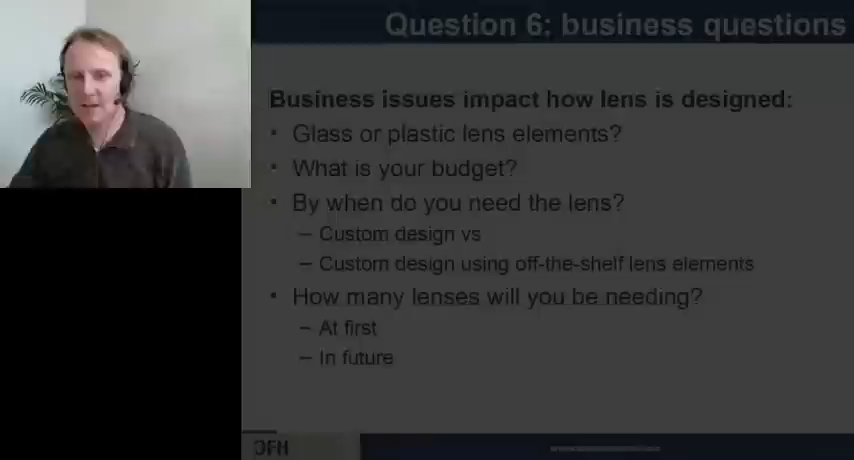 Question 6: business questions
Business issues impact how lens is designed:
• Glass or plastic lens elements?
• What is your budget?
• By when do you need the lens?
– Custom design vs
– Custom design using off-the-shelf lens elements
• How many lenses will you be needing?
– At first
– In future